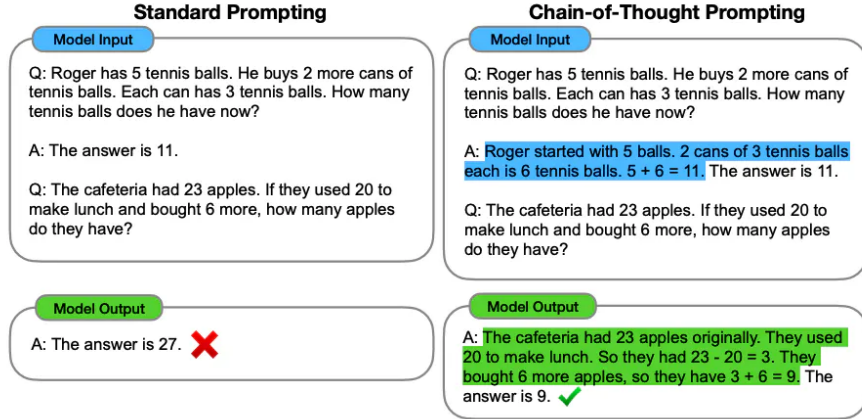 Standard Prompting
Model Input
Q: Roger has 5 tennis balls. He buys 2 more cans of
tennis balls. Each can has 3 tennis balls. How many
tennis balls does he have now?
A: The answer is 11.
Q: The cafeteria had 23 apples. If they used 20 to
make lunch and bought 6 more, how many apples
do they have?
Model Output
A: The answer is 27.
Chain-of-Thought Prompting
Model Input
Q: Roger has 5 tennis balls. He buys 2 more cans of
tennis balls. Each can has 3 tennis balls. How many
tennis balls does he have now?
A: Roger started with 5 balls. 2 cans of 3 tennis balls
each is 6 tennis balls. 5 + 6 = 11. The answer is 11.
Q: The cafeteria had 23 apples. If they used 20 to
make lunch and bought 6 more, how many apples
do they have?
Model Output
A: The cafeteria had 23 apples originally. They used
20 to make lunch. So they had 23 - 20 = 3. They
bought 6 more apples, so they have 3 + 6 = 9. The
answer is 9.